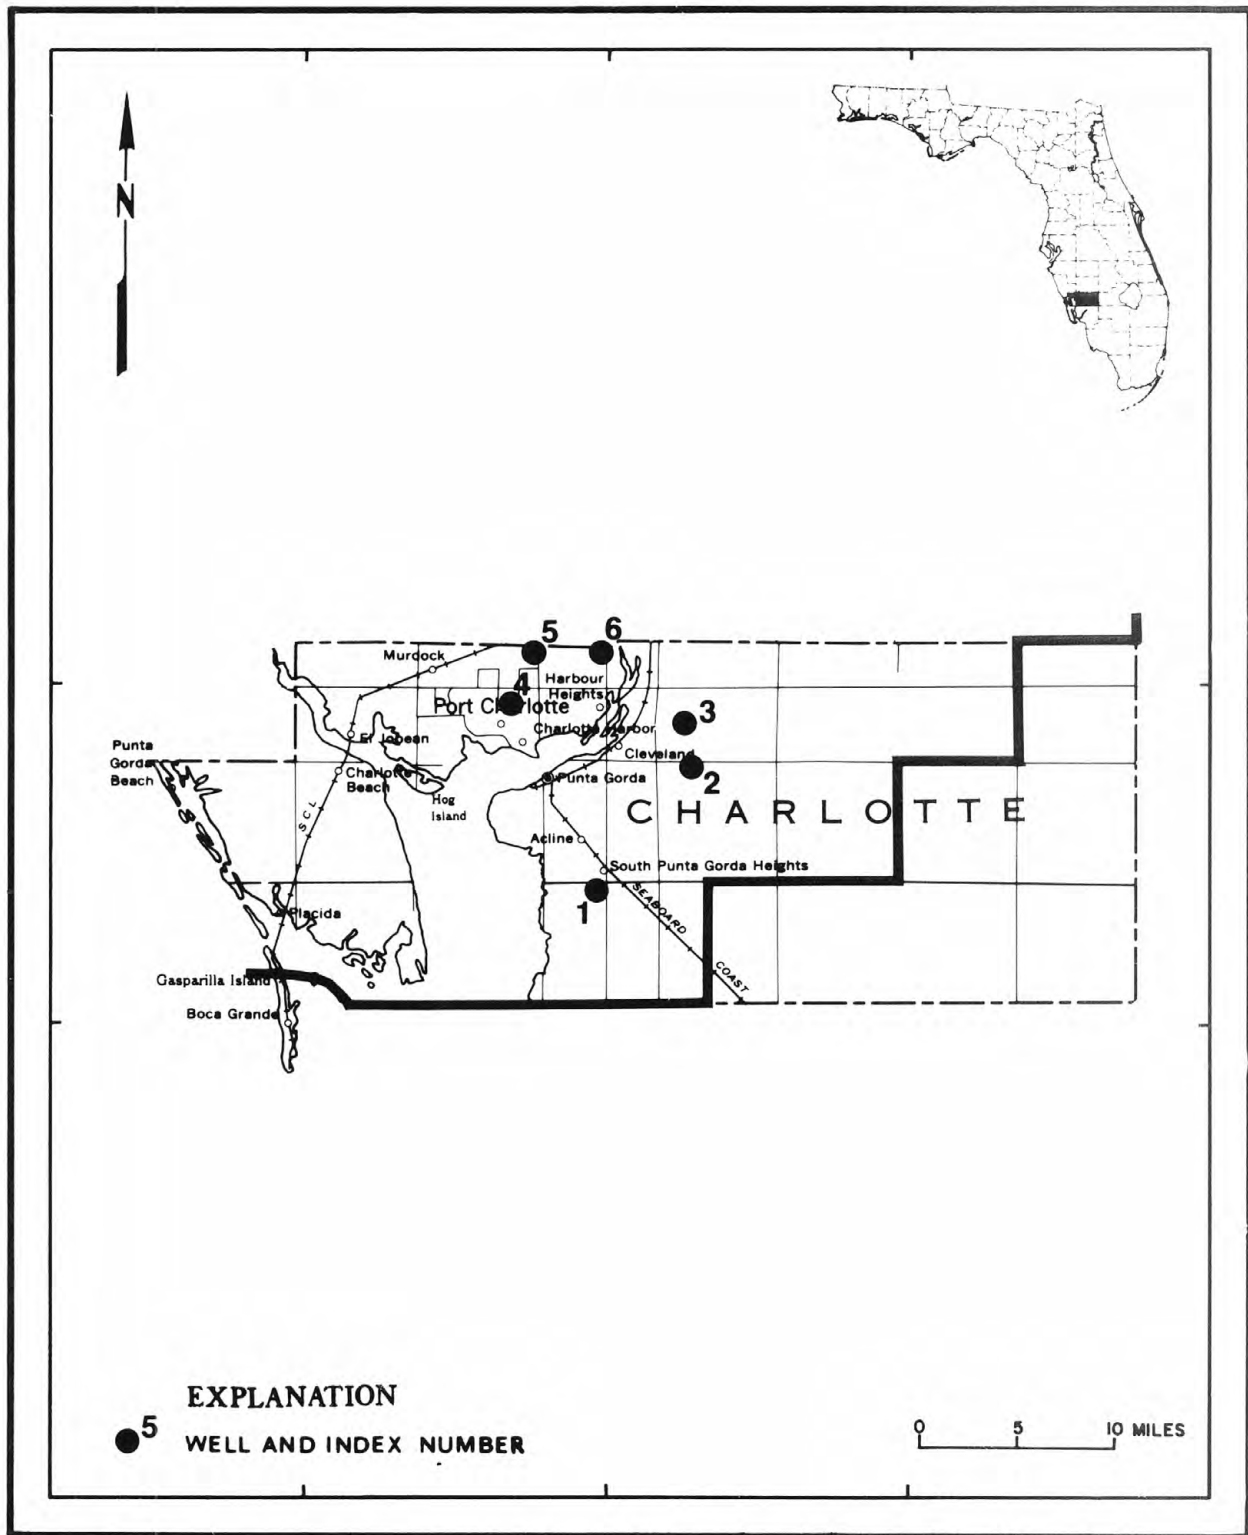 N
5
6
Murdock
Harbour
Heights
4
Port Charlotte
3
Charlotte Harbor
El Jobean
Cleveland
Punta
Gorda
Beach
Charlotte
Beach
Punta Gorda
2
Hog
Island
CHARLOTTE
S C L
Acline
South Punta Gorda Heights
1
SEABOARD
Placida
COAST
Gasparilla Island
Boca Grande
EXPLANATION
5
WELL AND INDEX NUMBER
0 5 10 MILES